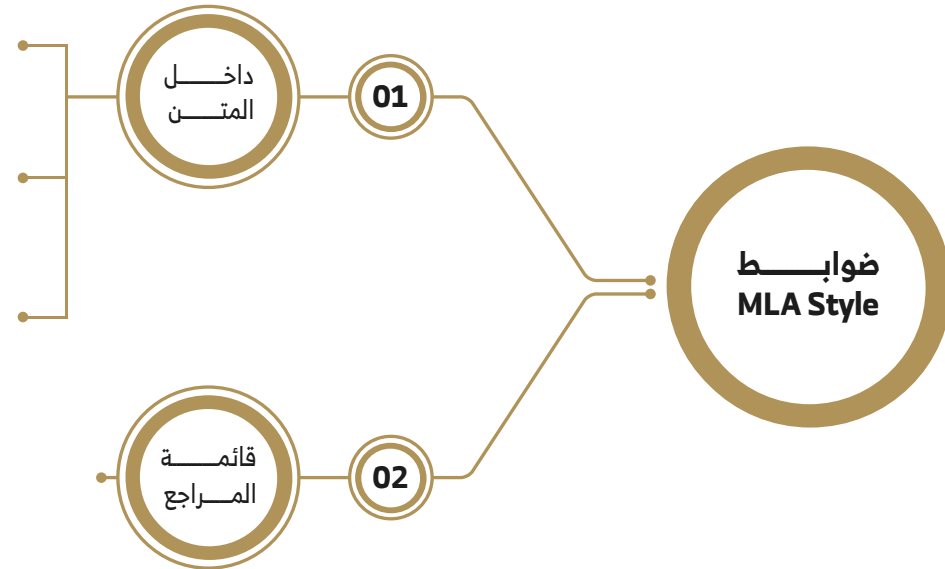 ضوابط
MLA Style
01
داخل
المتن
02
قائمة
المراجع